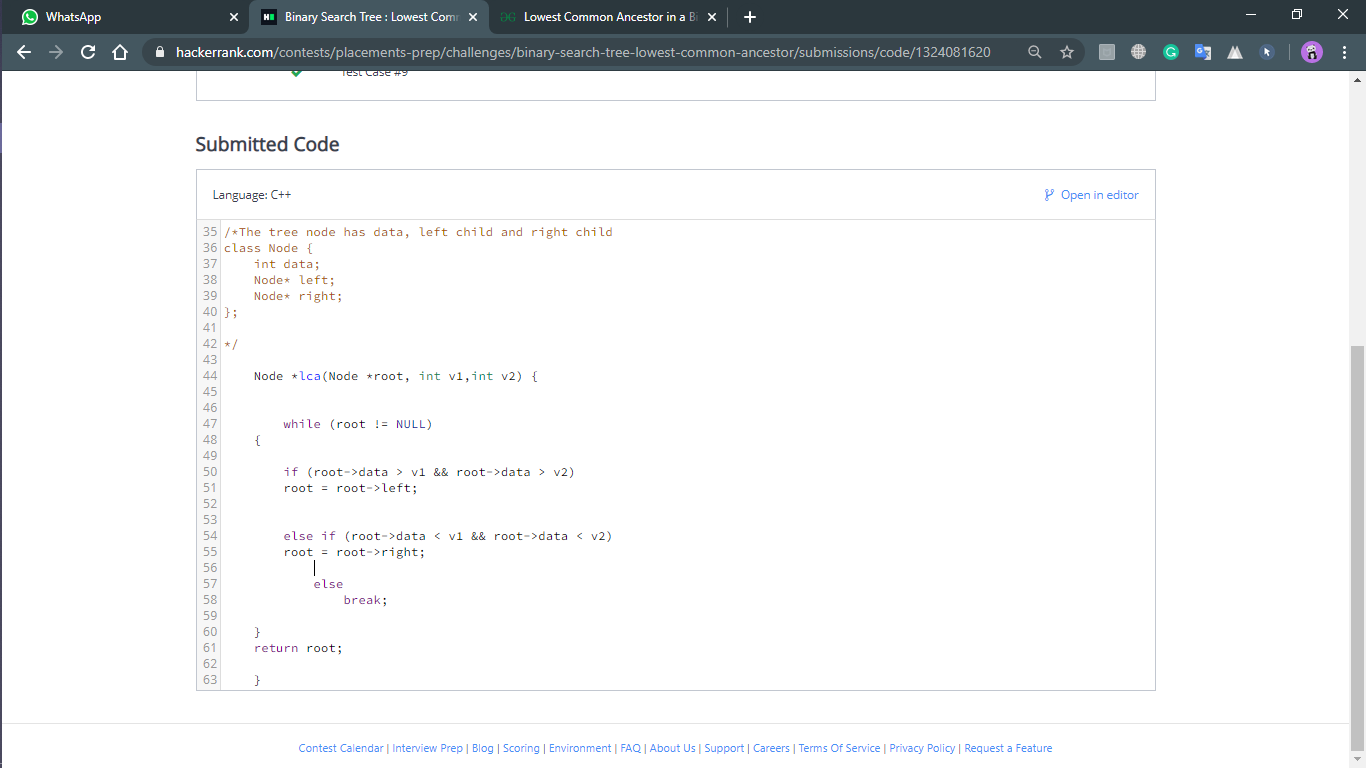 WhatsApp
Binary Search Tree : Lowest Comm
Lowest Common Ancestor in a Bi
hackerrank.com/contests/placements-prep/challenges/binary-search-tree-lowest-common-ancestor/submissions/code/1324081620
Test Case #9
Submitted Code
Language: C++
Open in editor
35 /*The tree node has data, left child and right child
36 class Node {
37     int data;
38     Node* left;
39     Node* right;
40 };
41
42 */
43
44     Node *lca(Node *root, int v1,int v2) {
45
46
47         while (root != NULL)
48     {
49
50         if (root->data > v1 && root->data > v2)
51         root = root->left;
52
53
54         else if (root->data < v1 && root->data < v2)
55         root = root->right;
56
57             else
58                 break;
59
60     }
61     return root;
62
63     }
Contest Calendar | Interview Prep | Blog | Scoring | Environment | FAQ | About Us | Support | Careers | Terms Of Service | Privacy Policy | Request a Feature